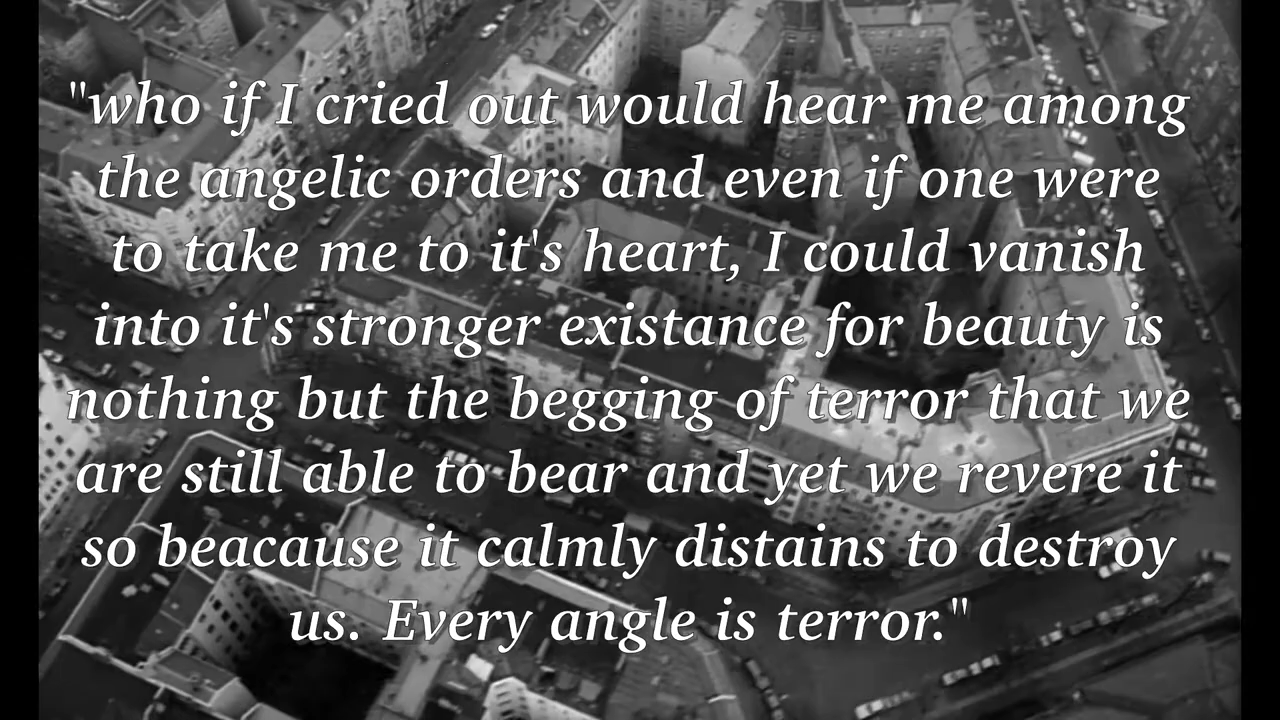 "who if I cried out would hear me among
the angelic orders and even if one were
to take me to it's heart, I could vanish
into it's stronger existance for beauty is
nothing but the begging of terror that we
are still able to bear and yet we revere it
so beacause it calmly distains to destroy
us. Every angle is terror."